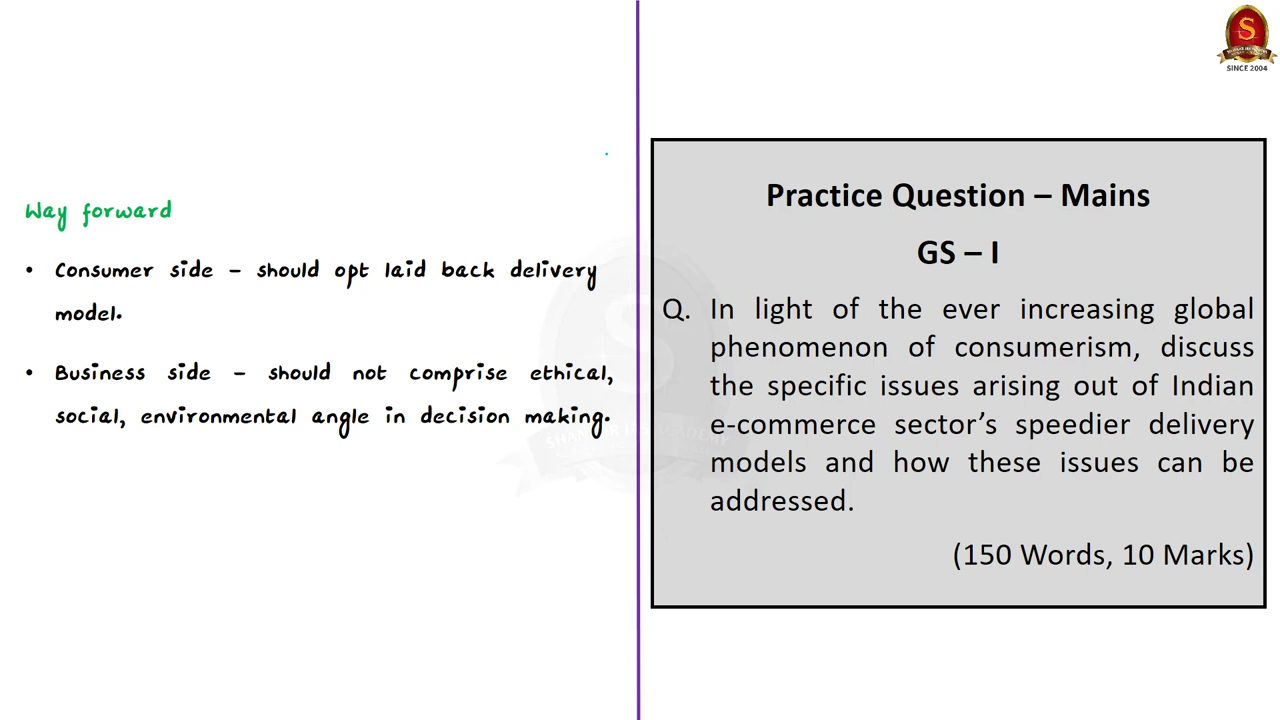 SINCE 2004
Way forward
• Consumer side – should opt laid back delivery
model.
• Business side – should not comprise ethical,
social, environmental angle in decision making.
SHANKAR IAS ACADEMY
Practice Question – Mains
GS – I
Q. In light of the ever increasing global
phenomenon of consumerism, discuss
the specific issues arising out of Indian
e-commerce sector’s speedier delivery
models and how these issues can be
addressed.
(150 Words, 10 Marks)